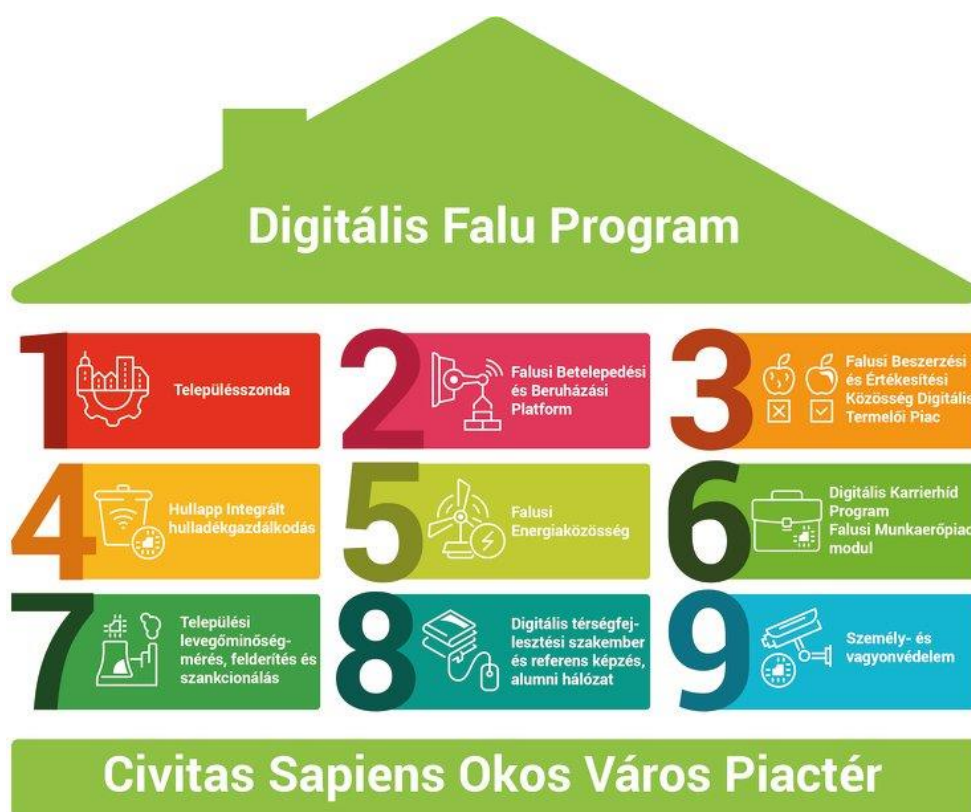 Digitális Falu Program
1
Településszonda
2
Falusi Betelepedési
és Beruházási
Platform
3
Falusi Beszerzési
és Értékesítési
Közösség Digitális
Termelői Piac
4
Hullapp Integrált
hulladékgazdálkodás
5
Falusi
Energiaközösség
6
Digitális Karrierhíd
Program
Falusi Munkaerőpiac
modul
7
Települési
levegőminőség-
mérés, felderítés és
szankcionálás
8
Digitális térségfej-
lesztési szakember
és referens képzés,
alumni hálózat
9
Személy- és
vagyonvédelem
Civitas Sapiens Okos Város Piactér